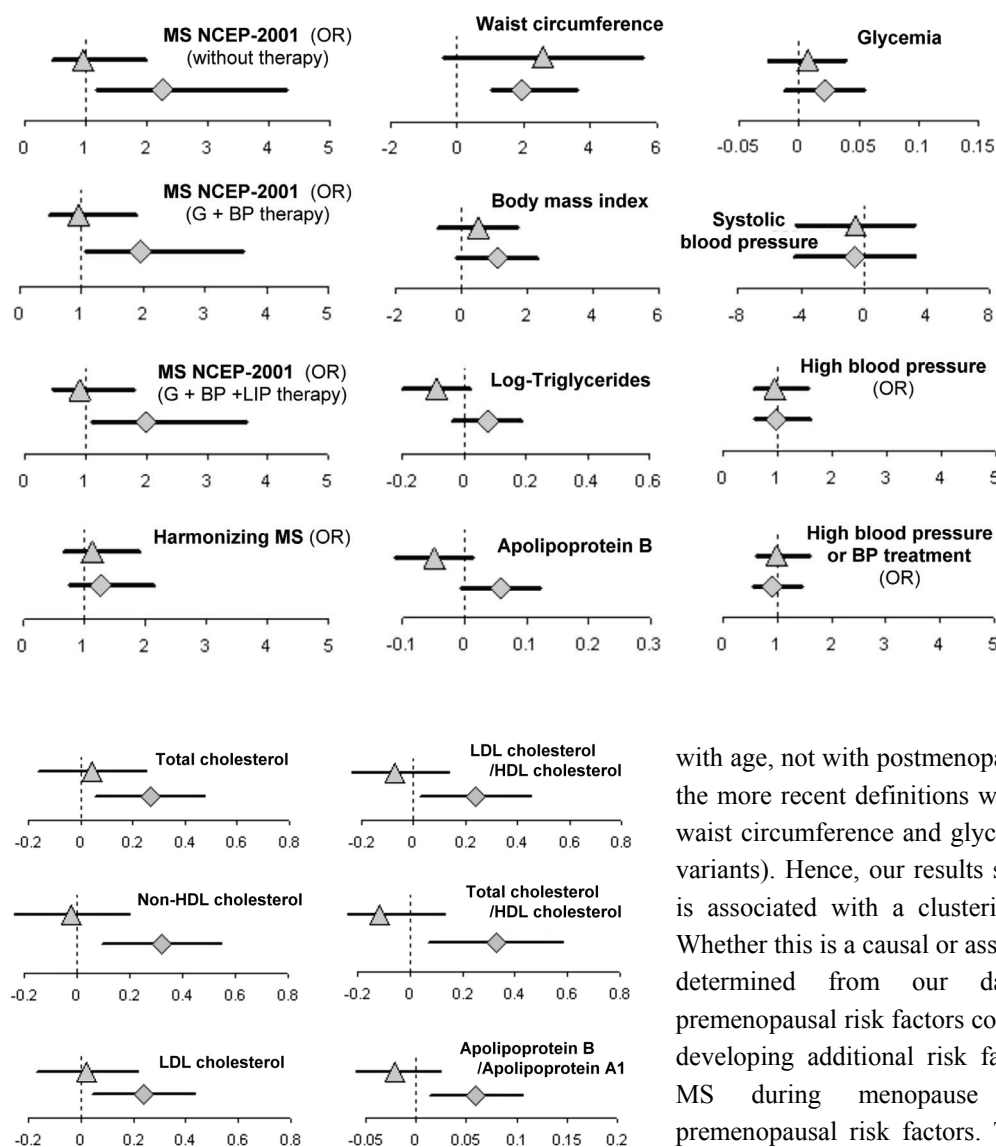 MS NCEP-2001 (OR)
(without therapy)
0 1 2 3 4 5
Waist circumference
-2 0 2 4 6
Glycemia
-0.05 0 0.05 0.1 0.15
MS NCEP-2001 (OR)
(G + BP therapy)
0 1 2 3 4 5
Body mass index
-2 0 2 4 6
Systolic
blood pressure
-8 -4 0 4 8
MS NCEP-2001 (OR)
(G + BP +LIP therapy)
0 1 2 3 4 5
Log-Triglycerides
-0.2 0 0.2 0.4 0.6
High blood pressure
(OR)
0 1 2 3 4 5
Harmonizing MS (OR)
0 1 2 3 4 5
Apolipoprotein B
-0.1 0 0.1 0.2 0.3
High blood pressure
or BP treatment
(OR)
0 1 2 3 4 5
Total cholesterol
-0.2 0 0.2 0.4 0.6 0.8
LDL cholesterol
/HDL cholesterol
-0.2 0 0.2 0.4 0.6 0.8
Non-HDL cholesterol
-0.2 0 0.2 0.4 0.6 0.8
Total cholesterol
/HDL cholesterol
-0.2 0 0.2 0.4 0.6 0.8
LDL cholesterol
-0.2 0 0.2 0.4 0.6 0.8
Apolipoprotein B
/Apolipoprotein A1
-0.05 0 0.05 0.1 0.15 0.2
with age, not with postmenopa
the more recent definitions w
waist circumference and glyc
variants). Hence, our results s
is associated with a clusteri
Whether this is a causal or ass
determined from our da
premenopausal risk factors co
developing additional risk fa
MS during menopause
premenopausal risk factors. T